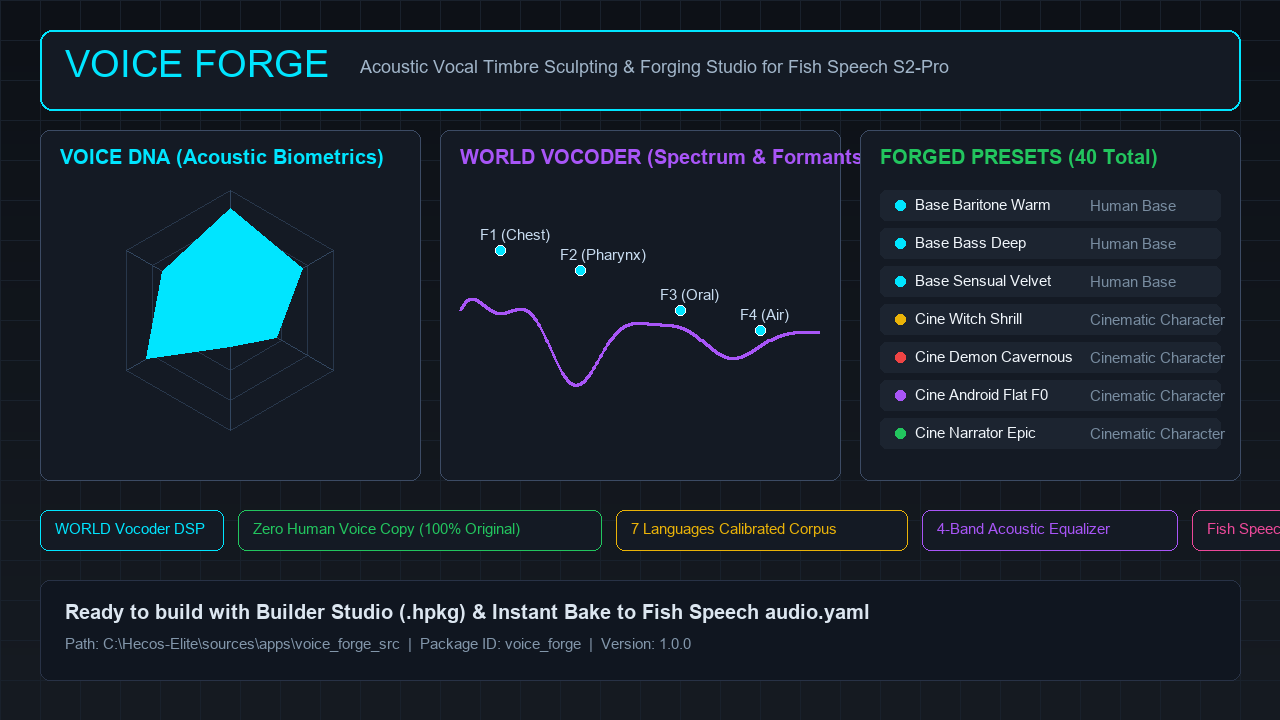 VOICE FORGE
Acoustic Vocal Timbre Sculpting & Forging Studio for Fish Speech S2-Pro
VOICE DNA (Acoustic Biometrics)
WORLD VOCODER (Spectrum & Formants
F1 (Chest)
F2 (Pharynx)
F3 (Oral)
F4 (Air)
FORGED PRESETS (40 Total)
Base Baritone Warm Human Base
Base Bass Deep Human Base
Base Sensual Velvet Human Base
Cine Witch Shrill Cinematic Character
Cine Demon Cavernous Cinematic Character
Cine Android Flat F0 Cinematic Character
Cine Narrator Epic Cinematic Character
WORLD Vocoder DSP
Zero Human Voice Copy (100% Original)
7 Languages Calibrated Corpus
4-Band Acoustic Equalizer
Fish Speec
Ready to build with Builder Studio (.hpkg) & Instant Bake to Fish Speech audio.yaml
Path: C:\Hecos-Elite\sources\apps\voice_forge_src | Package ID: voice_forge | Version: 1.0.0